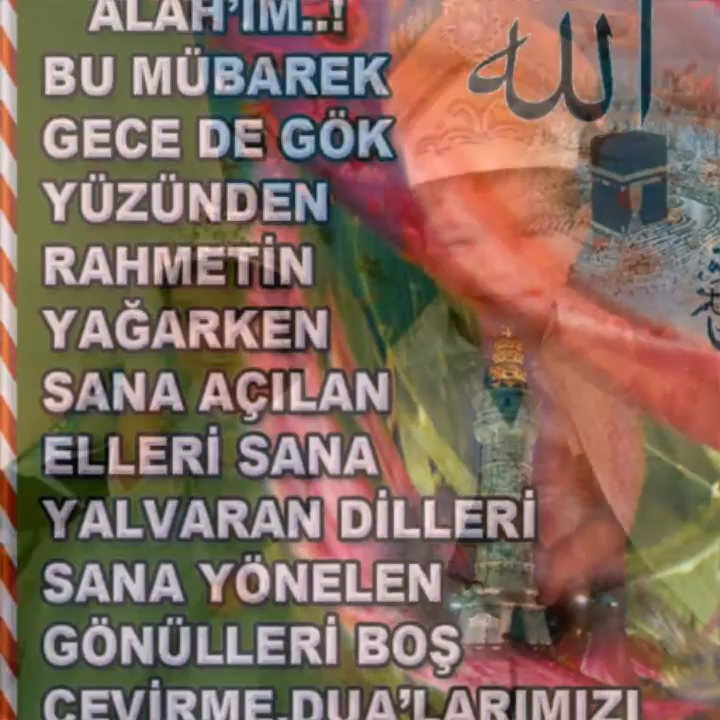 ALAH'IM..!
BU MÜBAREK
GECE DE GÖK
YÜZÜNDEN
RAHMETİN
YAĞARKEN
SANA AÇILAN
ELLERİ SANA
YALVARAN DİLLERİ
SANA YÖNELEN
GÖNÜLLERİ BOŞ
ÇEVİRME.DUA'LARIMIZI
الله